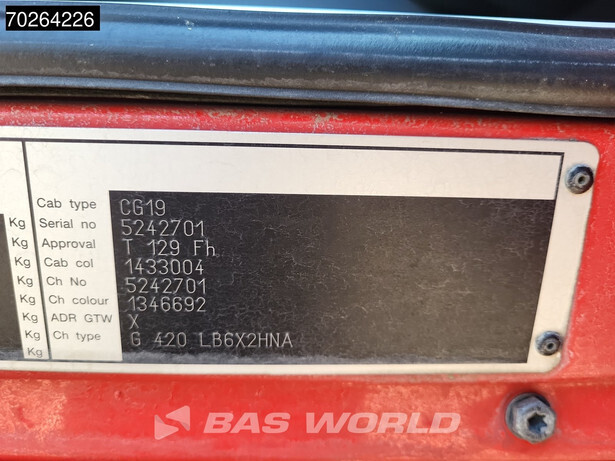 70264226
Cab type CG19
Kg Serial no 5242701
Kg Approval T 129 Fh
Kg Cab col 1433004
Kg Ch No 5242701
Kg Ch colour 1346692
Kg ADR GTW X
Kg Ch type G 420 LB6X2HNA
Kg
BAS WORLD